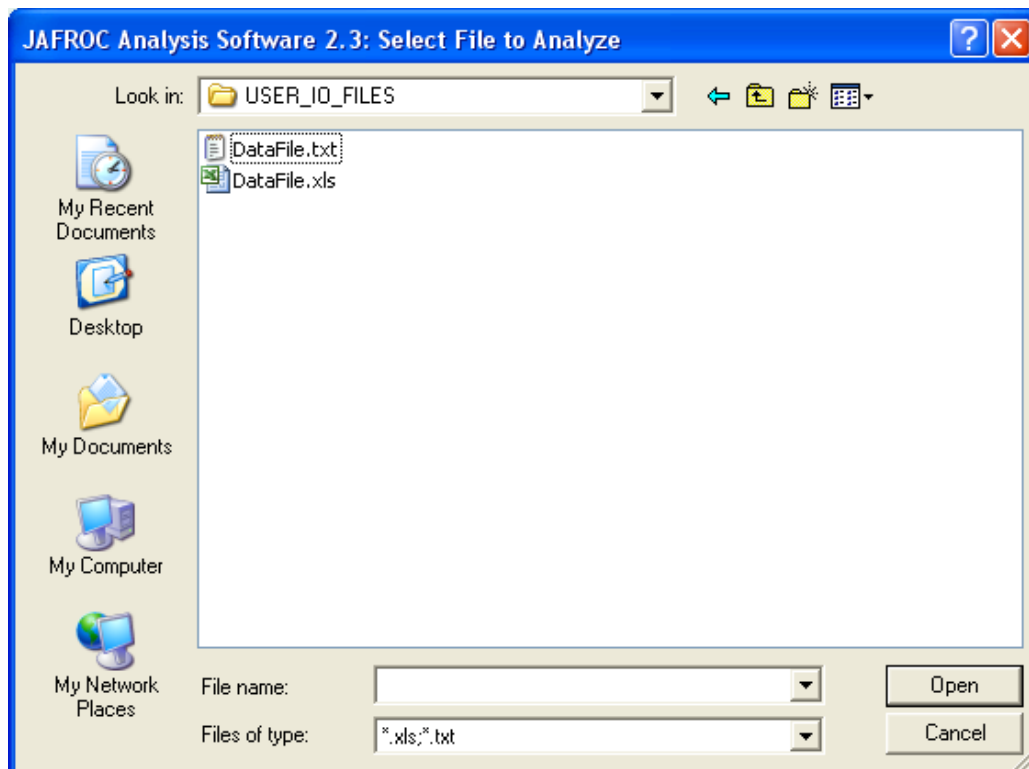 JAFROC Analysis Software 2.3: Select File to Analyze
Look in:
USER_IO_FILES
My Recent
Documents
Desktop
My Documents
My Computer
My Network
Places
DataFile.txt
DataFile.xls
File name:
Open
Files of type:
*.xls;*.txt
Cancel